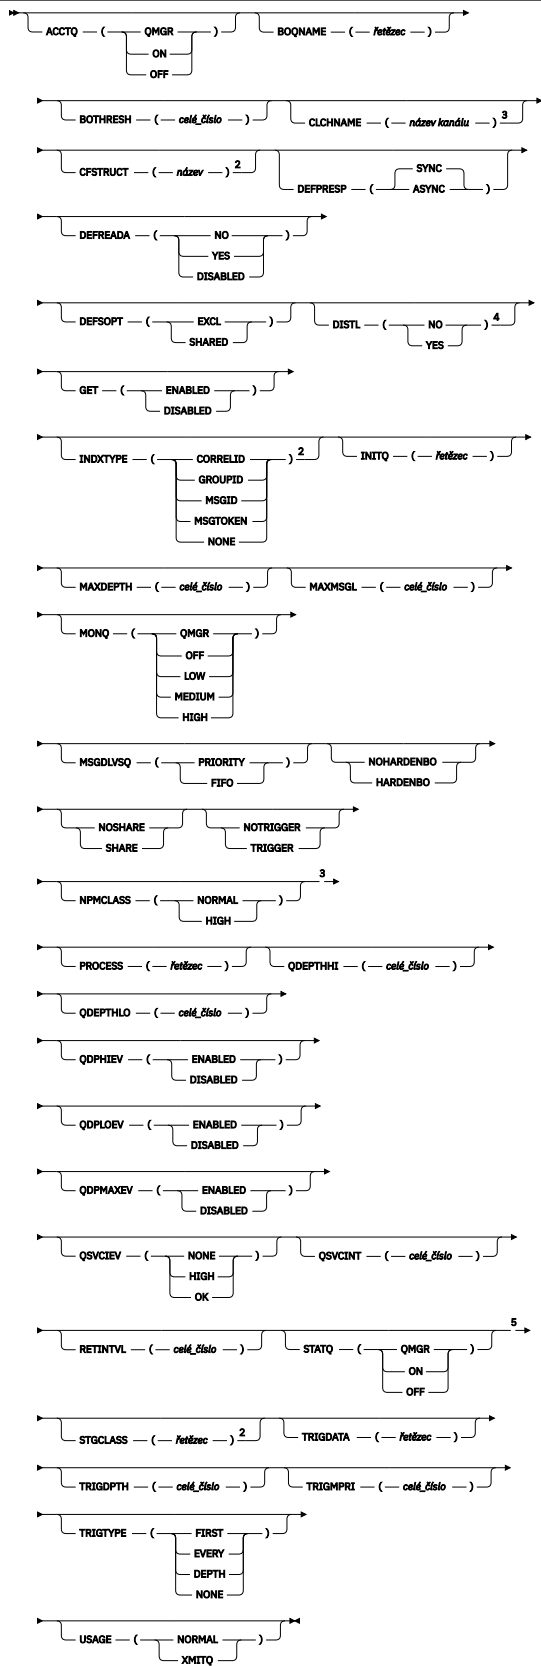 ACCTQ ( QMGR ) BOQNAME ( řetězec )
ON
OFF
BOTHRESH ( celé_číslo ) CLCHNAME ( název kanálu ) 3
CFSTRUCT ( název ) 2 SYNC
DEFPRESP ( ASYNC )
DEFREADA ( NO )
YES
DISABLED
DEFSOPT ( EXCL ) DISTL ( NO ) 4
SHARED YES
GET ( ENABLED )
DISABLED
INDXTYPE ( CORRELID ) 2 INITQ ( řetězec )
GROUPID
MSGID
MSGTOKEN
NONE
MAXDEPTH ( celé_číslo ) MAXMSGL ( celé_číslo )
MONQ ( QMGR )
OFF
LOW
MEDIUM
HIGH
MSGDLVSQ ( PRIORITY ) NOHARDENBO
FIFO HARDENBO
NOSHARE NOTRIGGER
SHARE TRIGGER
NPMCLASS ( NORMAL ) 3
HIGH
PROCESS ( řetězec ) QDEPTHHI ( celé_číslo )
QDEPTHLO ( celé_číslo )
QDPHIEV ( ENABLED )
DISABLED
QDPLOEV ( ENABLED )
DISABLED
QDPMAXEV ( ENABLED )
DISABLED
QSVCIEV ( NONE ) QSVCINT ( celé_číslo )
HIGH
OK
RETINTVL ( celé_číslo ) STATQ ( QMGR ) 5
ON
OFF
STGCLASS ( řetězec ) 2 TRIGDATA ( řetězec )
TRIGDPTH ( celé_číslo ) TRIGMPRI ( celé_číslo )
TRIGTYPE ( FIRST )
EVERY
DEPTH
NONE
USAGE ( NORMAL )
XMITQ